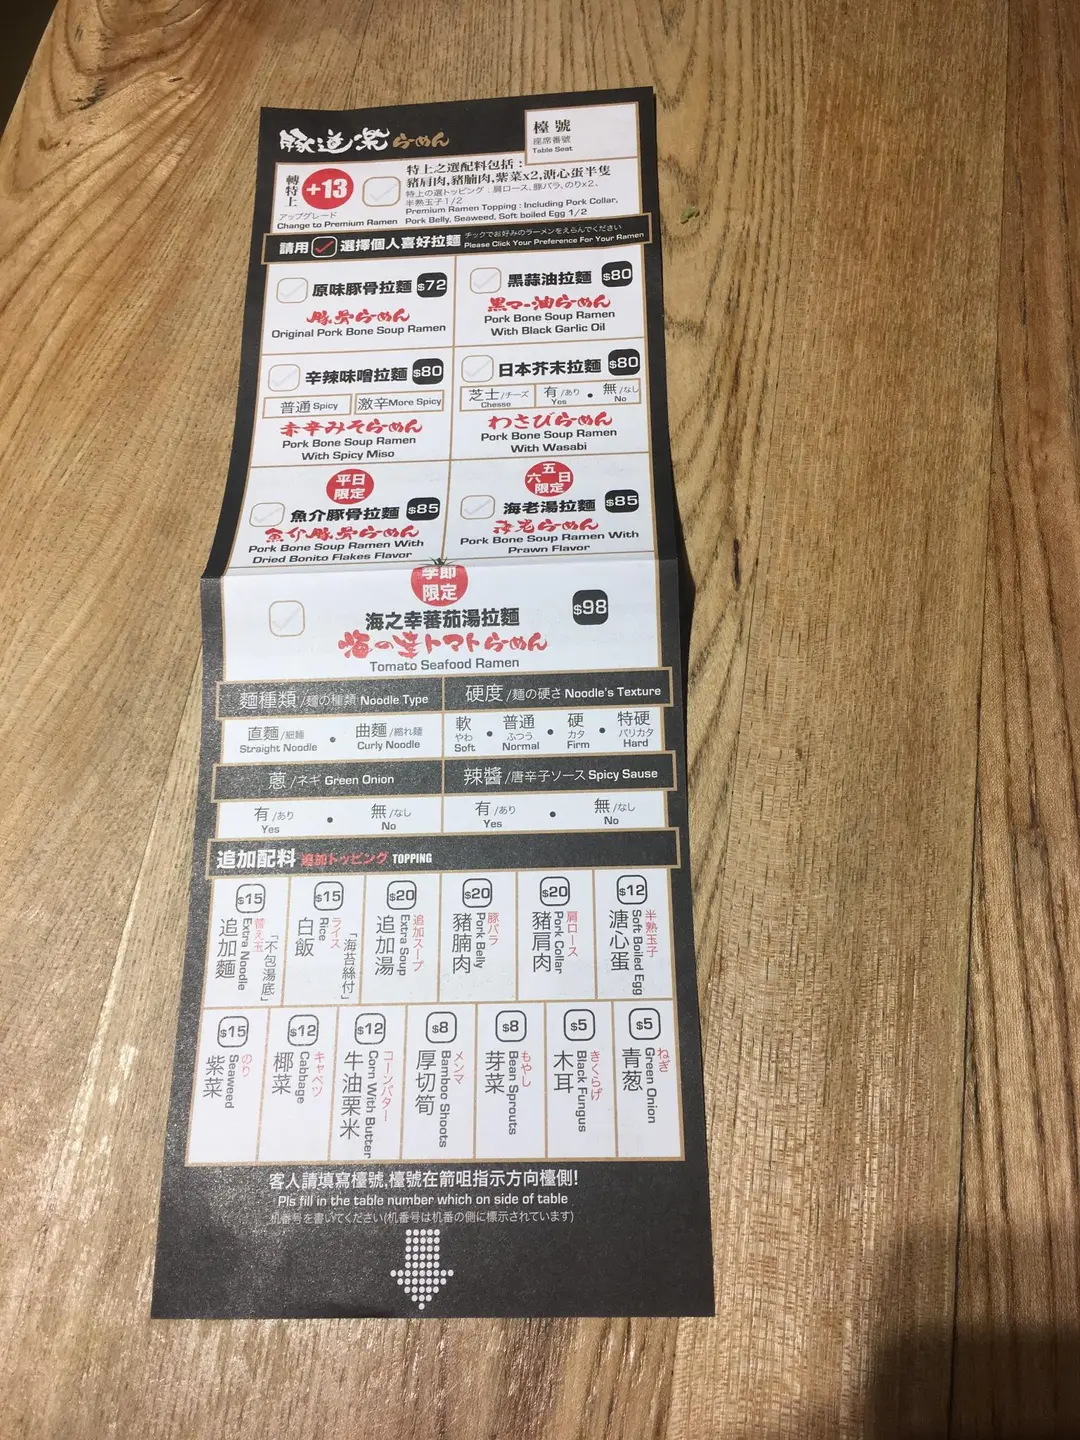 豚道楽らーめん
檯號
座席番號
Table Seat
轉特上
+13
アップグレード
Change to Premium Ramen
特上之選配料包括：
豬肩肉,豬腩肉,紫菜x2,溏心蛋半隻
特上の選トッピング：肩ロース、豚バラ、のりx2、
半熟玉子1/2
Premium Ramen Topping : Including Pork Collar,
Pork Belly, Seaweed, Soft boiled Egg 1/2
請用 選擇個人喜好拉麵
チックでお好みのラーメンをえらんでください
Please Click Your Preference For Your Ramen
原味豚骨拉麵 $72
豚骨らーめん
Original Pork Bone Soup Ramen
黑蒜油拉麵 $80
黒マー油らーめん
Pork Bone Soup Ramen
With Black Garlic Oil
辛辣味噌拉麵 $80
普通 Spicy
激辛 More Spicy
赤辛みそらーめん
Pork Bone Soup Ramen
With Spicy Miso
日本芥末拉麵 $80
芝士/チーズ
Chesse
有/あり
Yes
•
無/なし
No
わさびらーめん
Pork Bone Soup Ramen
With Wasabi
平日
限定
魚介豚骨拉麵 $85
魚介豚骨らーめん
Pork Bone Soup Ramen With
Dried Bonito Flakes Flavor
五
六 日
限定
海老湯拉麵 $85
海老らーめん
Pork Bone Soup Ramen With
Prawn Flavor
季節
限定
海之幸蕃茄湯拉麵 $98
海の幸トマトらーめん
Tomato Seafood Ramen
麵種類/麺の種類 Noodle Type
硬度/麺の硬さ Noodle's Texture
直麵/細麺
Straight Noodle
•
曲麵/縮れ麺
Curly Noodle
軟
やわ
Soft
•
普通
ふつう
Normal
•
硬
カタ
Firm
•
特硬
バリカタ
Hard
蔥/ネギ Green Onion
辣醬/唐辛子ソース Spicy Sause
有/あり
Yes
•
無/なし
No
有/あり
Yes
•
無/なし
No
追加配料 追加トッピング TOPPING
$15
追加麵
Extra Noodle
替え玉
「不包湯底」
$15
白飯
Rice
ライス
「海苔絲付」
$20
追加湯
Extra Soup
追加スープ
$20
豬腩肉
Pork Belly
豚バラ
$20
豬肩肉
Pork Collar
肩ロース
$12
溏心蛋
Soft Boiled Egg
半熟玉子
$15
紫菜
Seaweed
のり
$12
椰菜
Cabbage
キャベツ
$12
牛油栗米
Corn With Butter
コーンバター
$8
厚切筍
Bamboo Shoots
メンマ
$8
芽菜
Bean Sprouts
もやし
$5
木耳
Black Fungus
きくらげ
$5
青葱
Green Onion
ねぎ
客人請填寫檯號,檯號在箭咀指示方向檯側!
Pls fill in the table number which on side of table
机番号を書いてください(机番号は机番の側に標示されています)